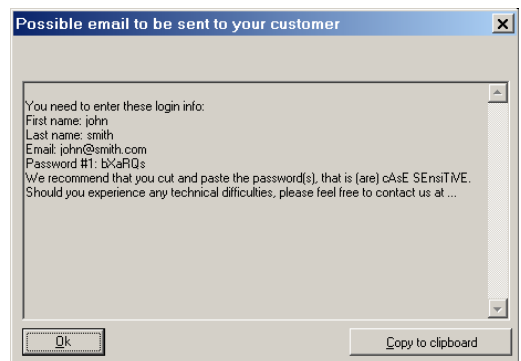 Possible email to be sent to your customer
You need to enter these login info:
First name: john
Last name: smith
Email: john@smith.com
Password #1: bXaRQs
We recommend that you cut and paste the password(s), that is (are) cAsE SEnsiTiVE.
Should you experience any technical difficulties, please feel free to contact us at ...
Ok
Copy to clipboard